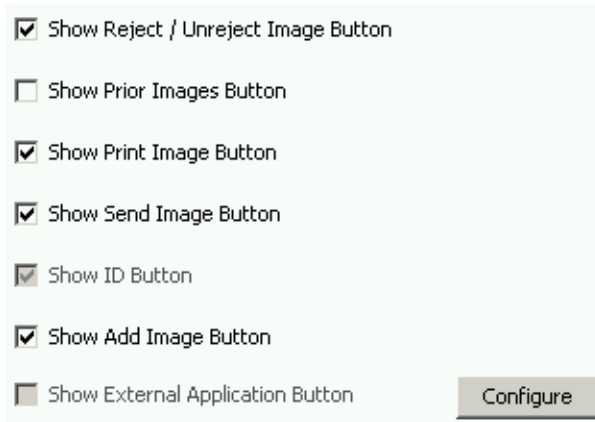 Show Reject / Unreject Image Button
Show Prior Images Button
Show Print Image Button
Show Send Image Button
Show ID Button
Show Add Image Button
Show External Application Button Configure